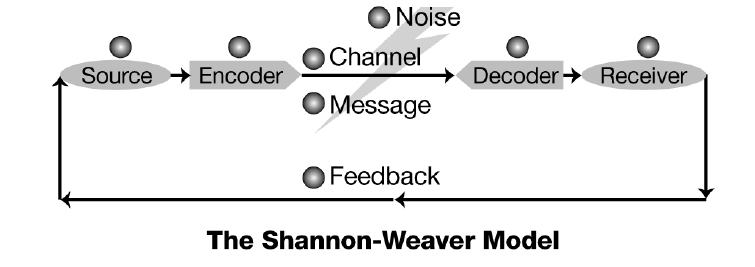 Noise
Channel
Source
Encoder
Decoder
Receiver
Message
Feedback
The Shannon-Weaver Model